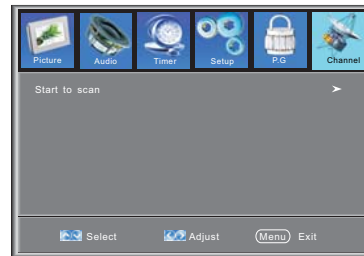 Picture Audio Timer Setup P.G Channel
Start to scan >
Select Adjust Menu Exit